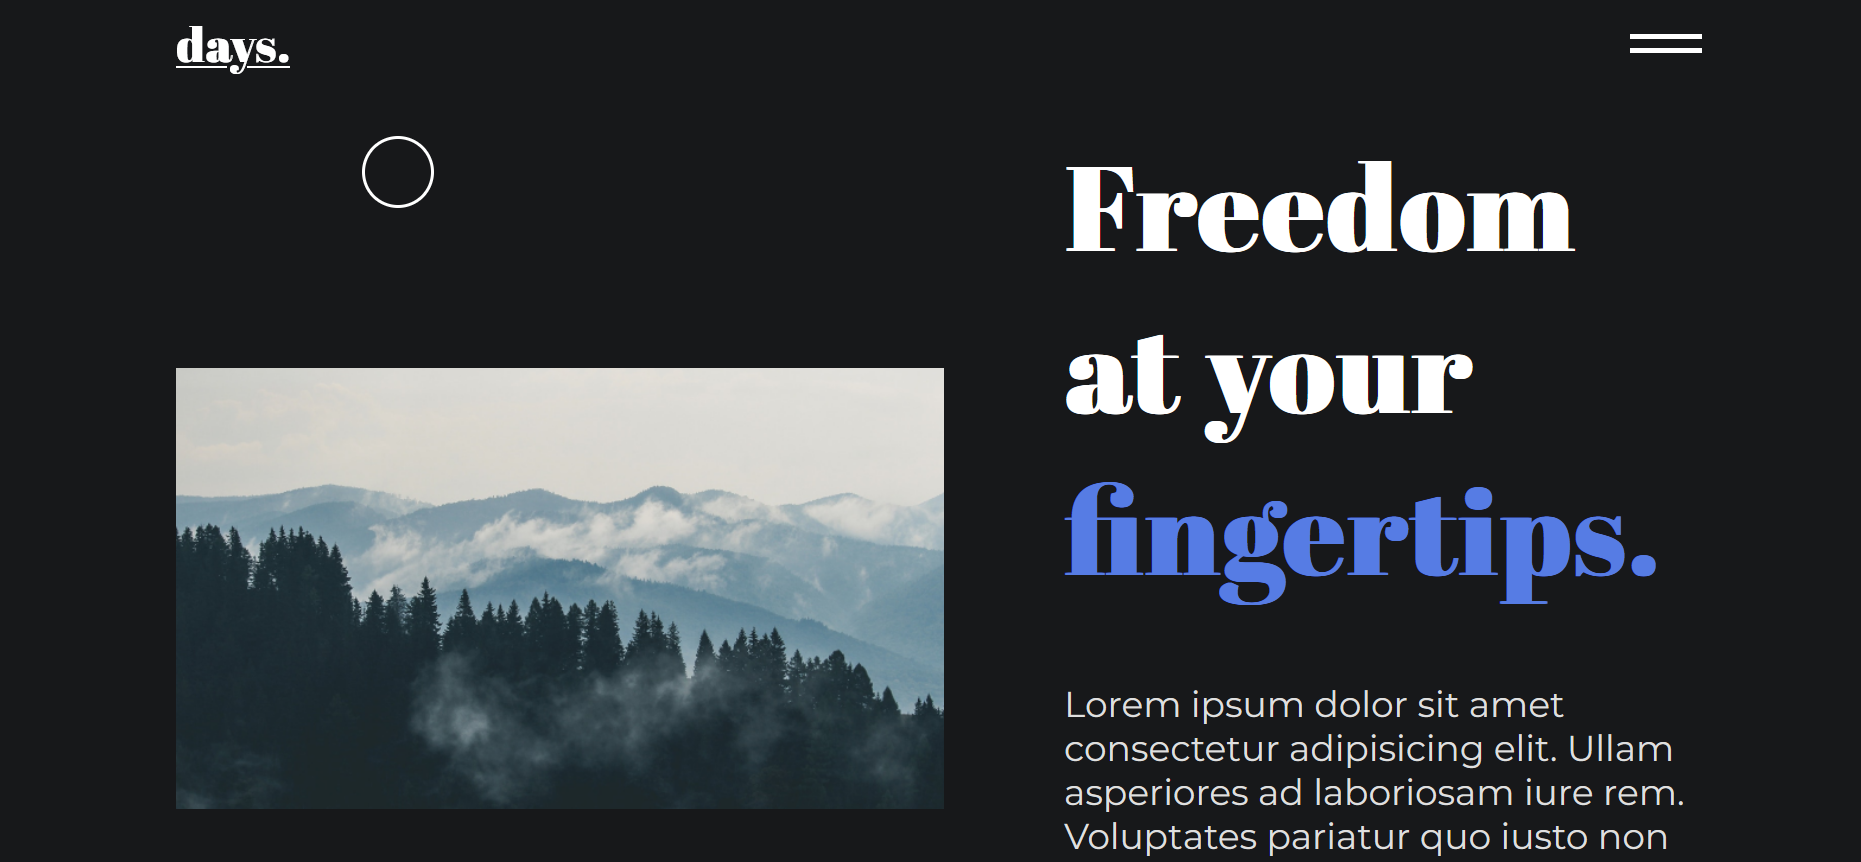 days.
Freedom
at your
fingertips.
Lorem ipsum dolor sit amet
consectetur adipisicing elit. Ullam
asperiores ad laboriosam iure rem.
Voluptates pariatur quo iusto non